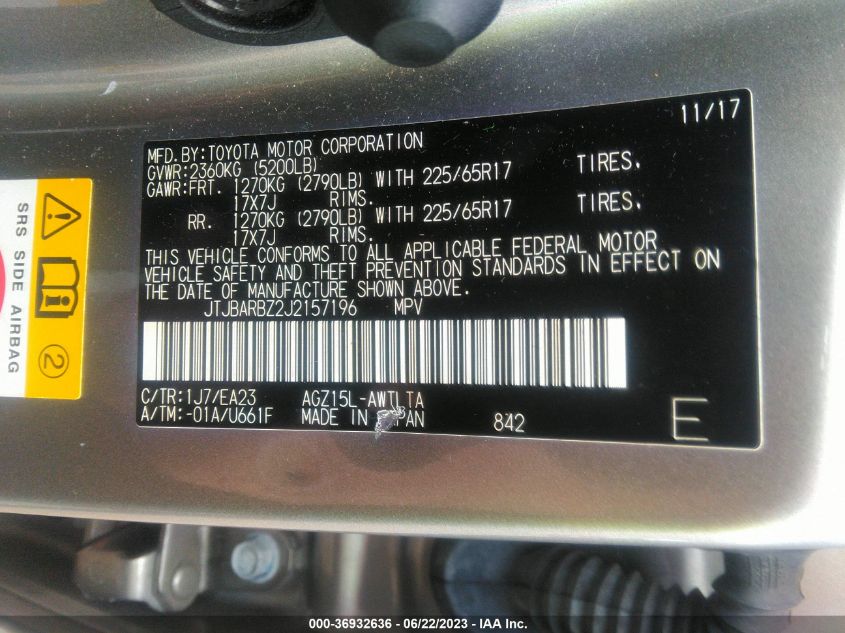 11/17
MFD.BY:TOYOTA MOTOR CORPORATION
GVWR:2360KG (5200LB)
GAWR:FRT. 1270KG (2790LB) WITH 225/65R17 TIRES.
17X7J RIMS.
RR. 1270KG (2790LB) WITH 225/65R17 TIRES.
17X7J RIMS.
THIS VEHICLE CONFORMS TO ALL APPLICABLE FEDERAL MOTOR
VEHICLE SAFETY AND THEFT PREVENTION STANDARDS IN EFFECT ON
THE DATE OF MANUFACTURE SHOWN ABOVE.
JTJBARBZ2J2157196 MPV
C/TR:1J7/EA23 AGZ15L-AWTLTA
A/TM:-01A/U661F MADE IN 842 E
SRS SIDE AIRBAG
2
000-36932636 - 06/22/2023 - IAA Inc.